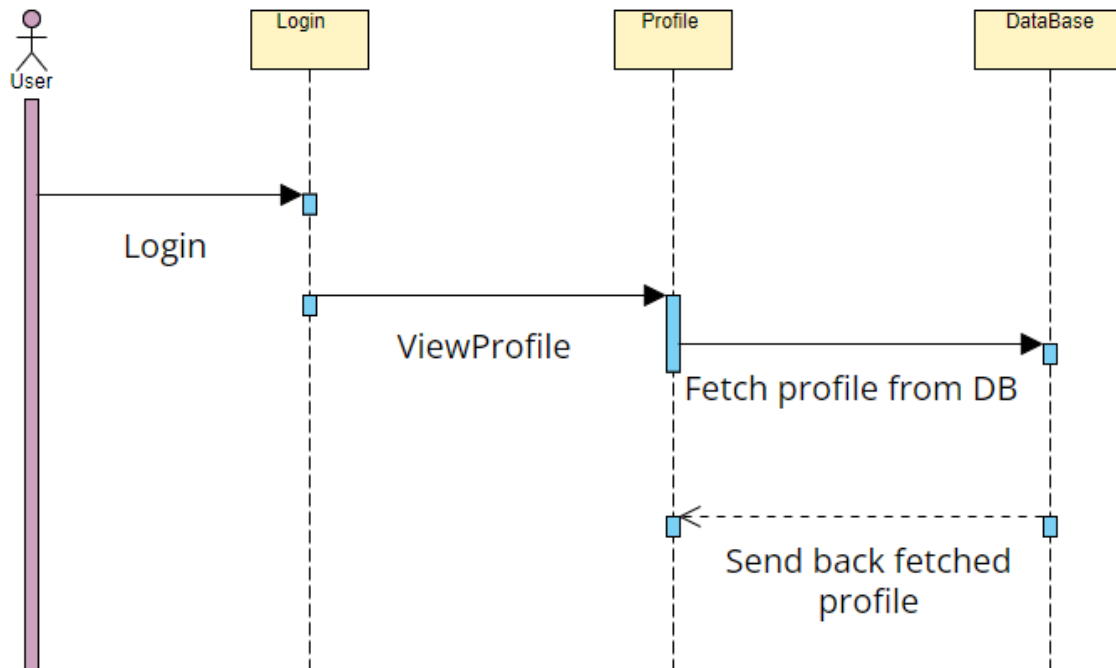 Login
Profile
DataBase
User
Login
ViewProfile
Fetch profile from DB
Send back fetched
profile